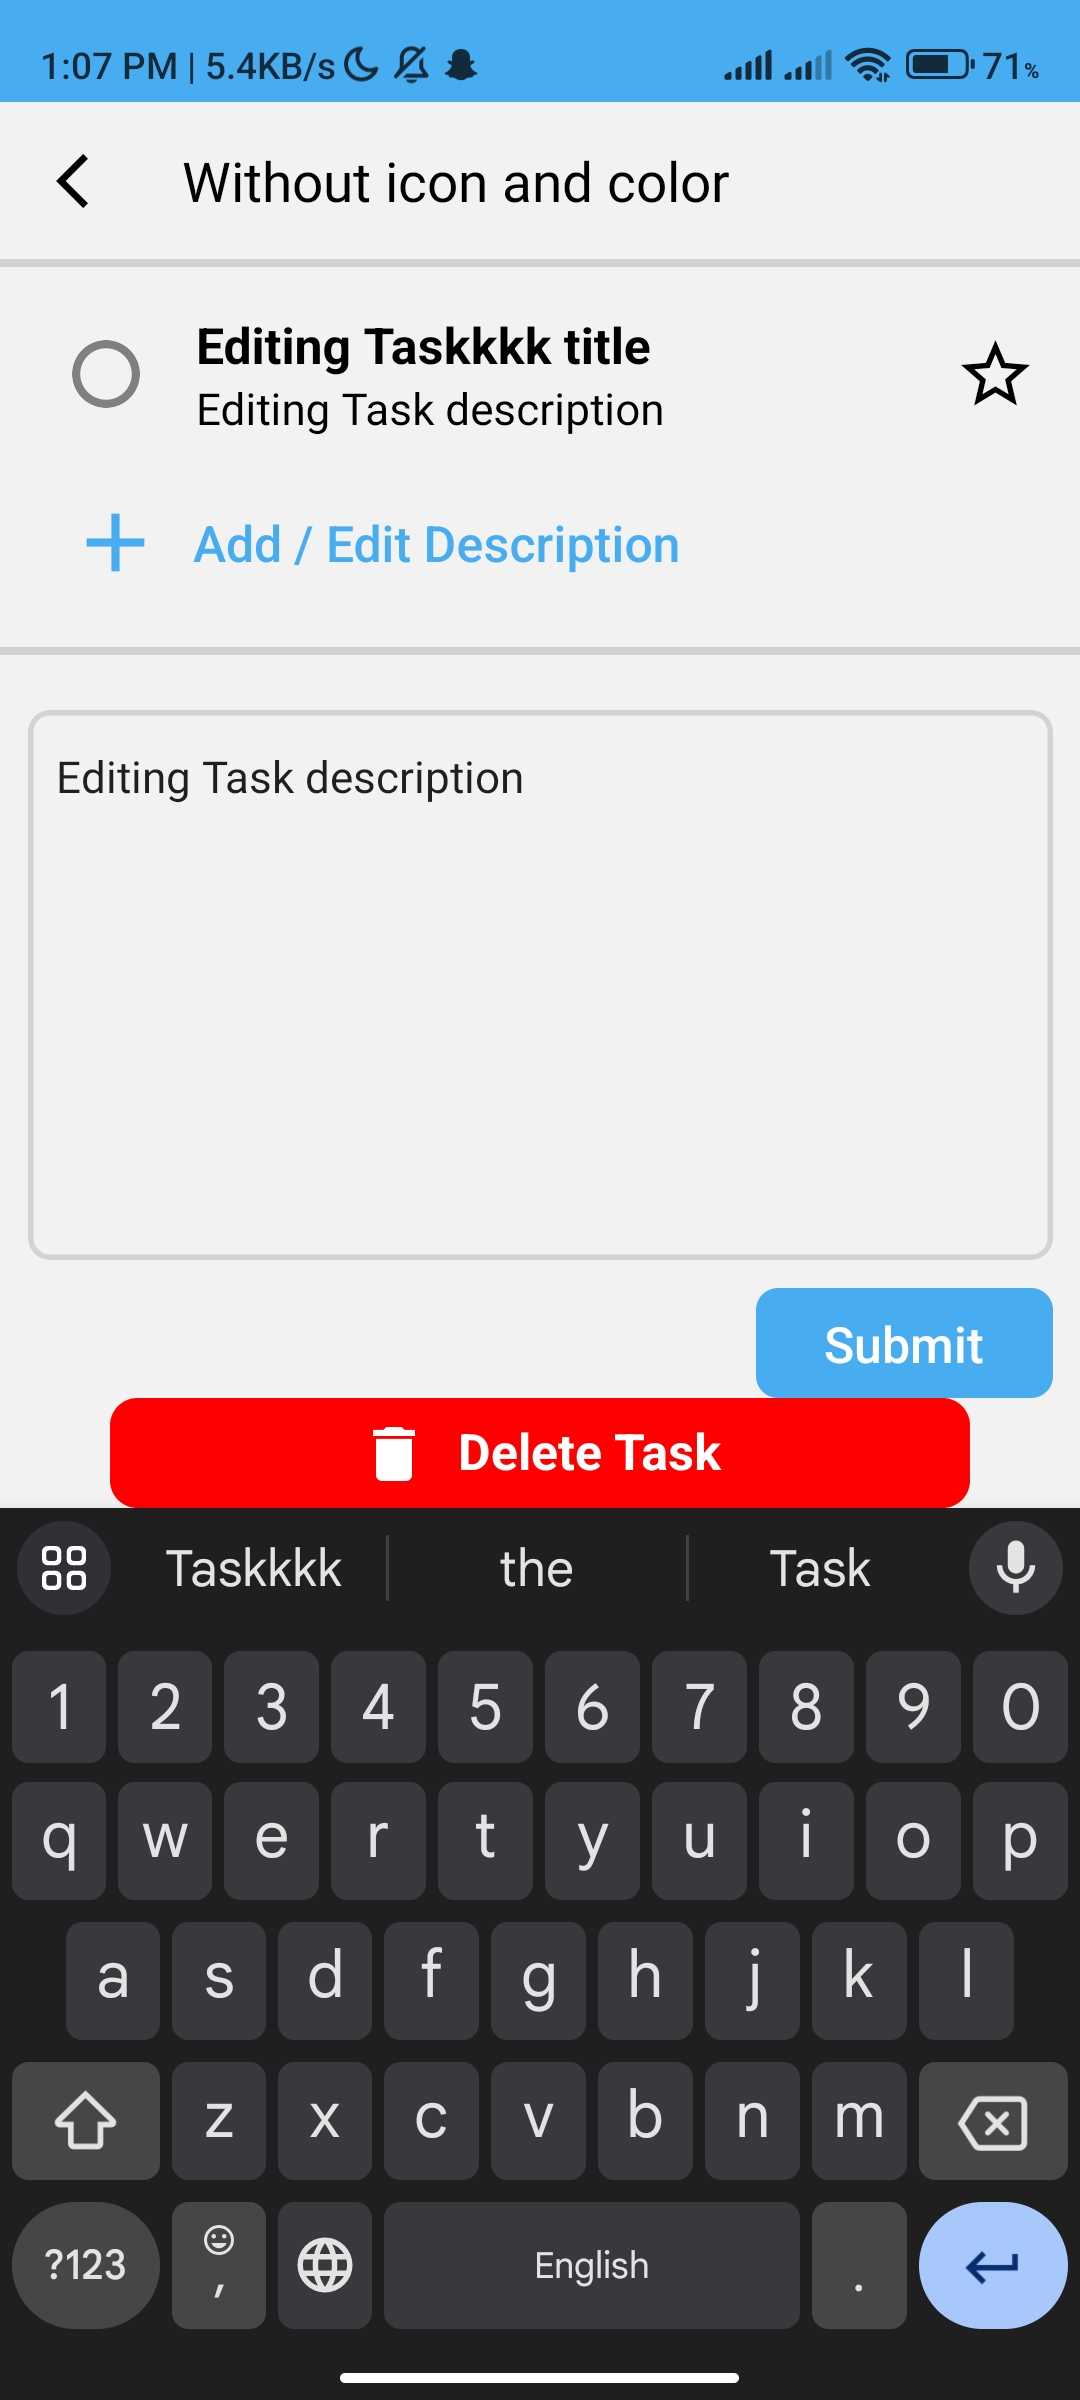 1:07 PM | 5.4KB/s 71%
Without icon and color
Editing Taskkkk title
Editing Task description
Add / Edit Description
Editing Task description
Submit
Delete Task
Taskkkk the Task
1 2 3 4 5 6 7 8 9 0
q w e r t y u i o p
a s d f g h j k l
z x c v b n m
?123 , English .